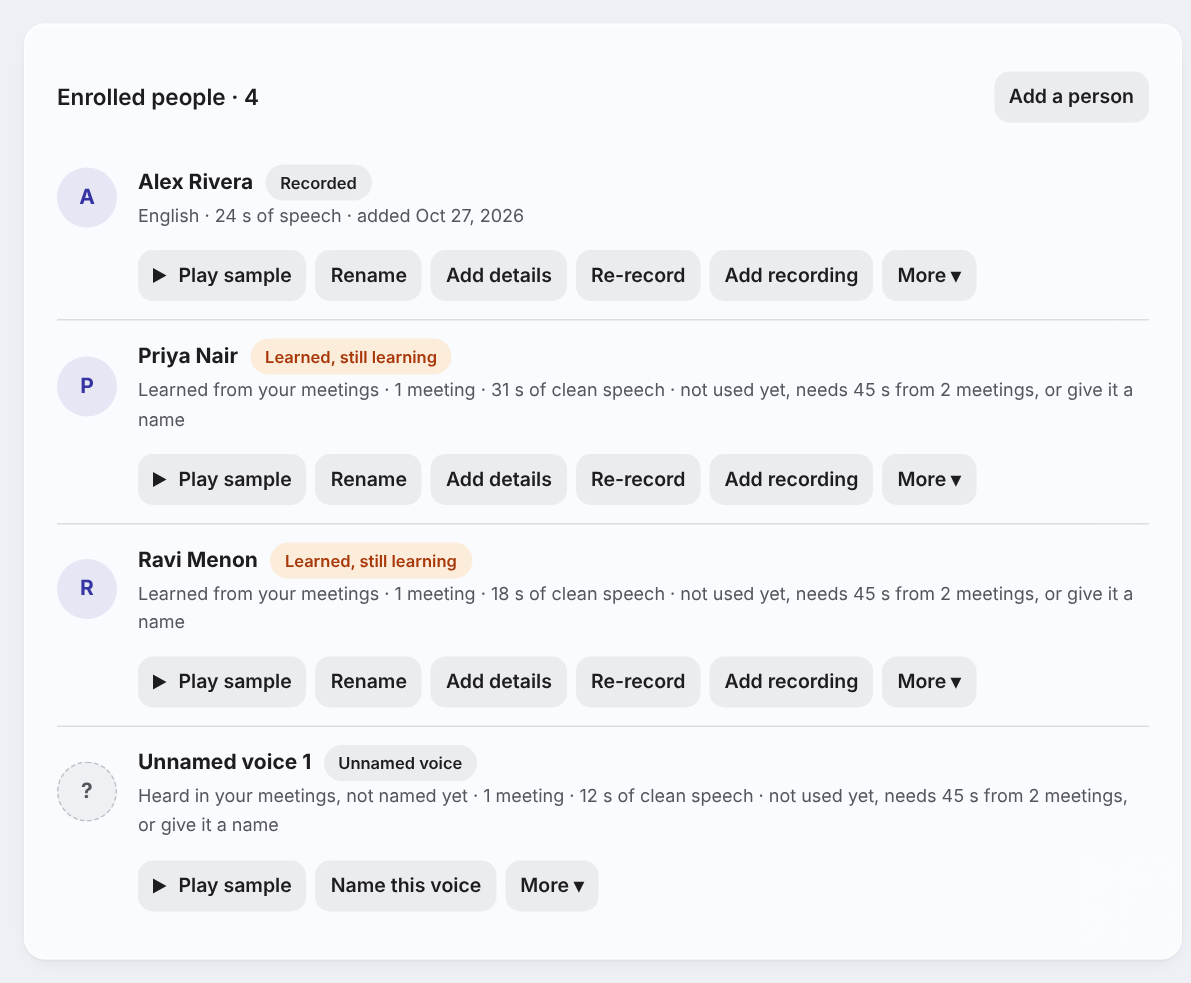 Enrolled people · 4
Add a person
A
Alex Rivera
Recorded
English · 24 s of speech · added Oct 27, 2026
▶ Play sample
Rename
Add details
Re-record
Add recording
More ▾
P
Priya Nair
Learned, still learning
Learned from your meetings · 1 meeting · 31 s of clean speech · not used yet, needs 45 s from 2 meetings, or give it a
name
▶ Play sample
Rename
Add details
Re-record
Add recording
More ▾
R
Ravi Menon
Learned, still learning
Learned from your meetings · 1 meeting · 18 s of clean speech · not used yet, needs 45 s from 2 meetings, or give it a
name
▶ Play sample
Rename
Add details
Re-record
Add recording
More ▾
?
Unnamed voice 1
Unnamed voice
Heard in your meetings, not named yet · 1 meeting · 12 s of clean speech · not used yet, needs 45 s from 2 meetings,
or give it a name
▶ Play sample
Name this voice
More ▾